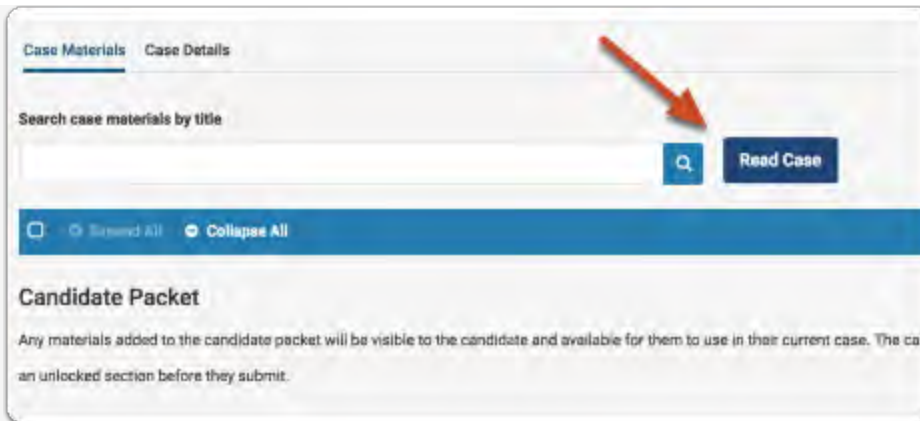 Case Materials Case Details
Search case materials by title
Read Case
Expand All Collapse All
Candidate Packet
Any materials added to the candidate packet will be visible to the candidate and available for them to use in their current case. The ca
an unlocked section before they submit.